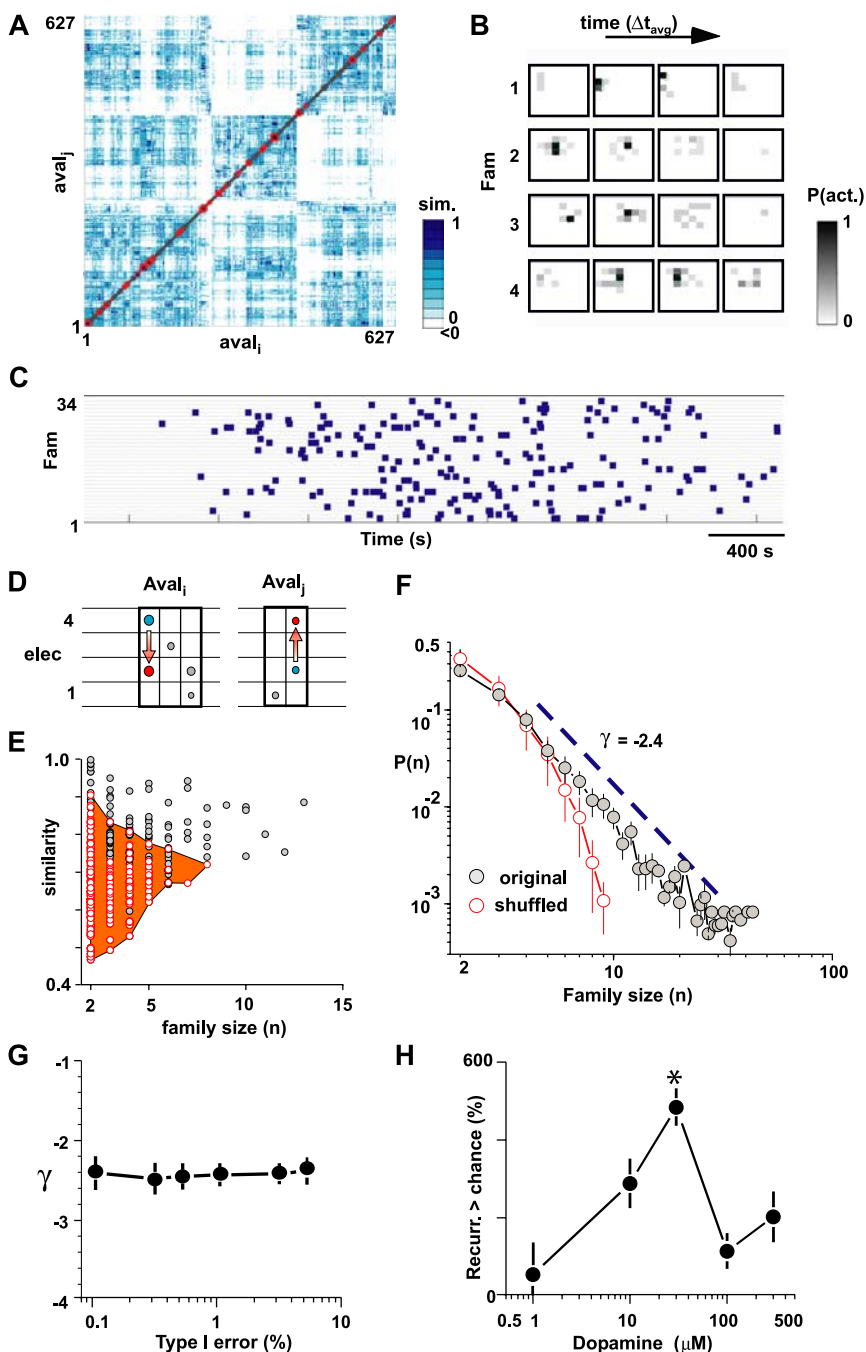 A
627
aval_j
1
1
aval_i
627
sim.
1
0
<0
B
time (Δt_avg)
Fam
1
2
3
4
P(act.)
1
0
C
34
Fam
1
Time (s)
400 s
D
Aval_i
Aval_j
4
elec
1
E
1.0
similarity
0.4
2
5
10
15
family size (n)
F
0.5
10^-1
P(n)
10^-2
10^-3
γ = -2.4
original
shuffled
2
10
100
Family size (n)
G
-1
-2
γ
-3
-4
0.1
1
10
Type I error (%)
H
600
*
Recurr. > chance (%)
0
0.5
1
10
100
500
Dopamine (μM)